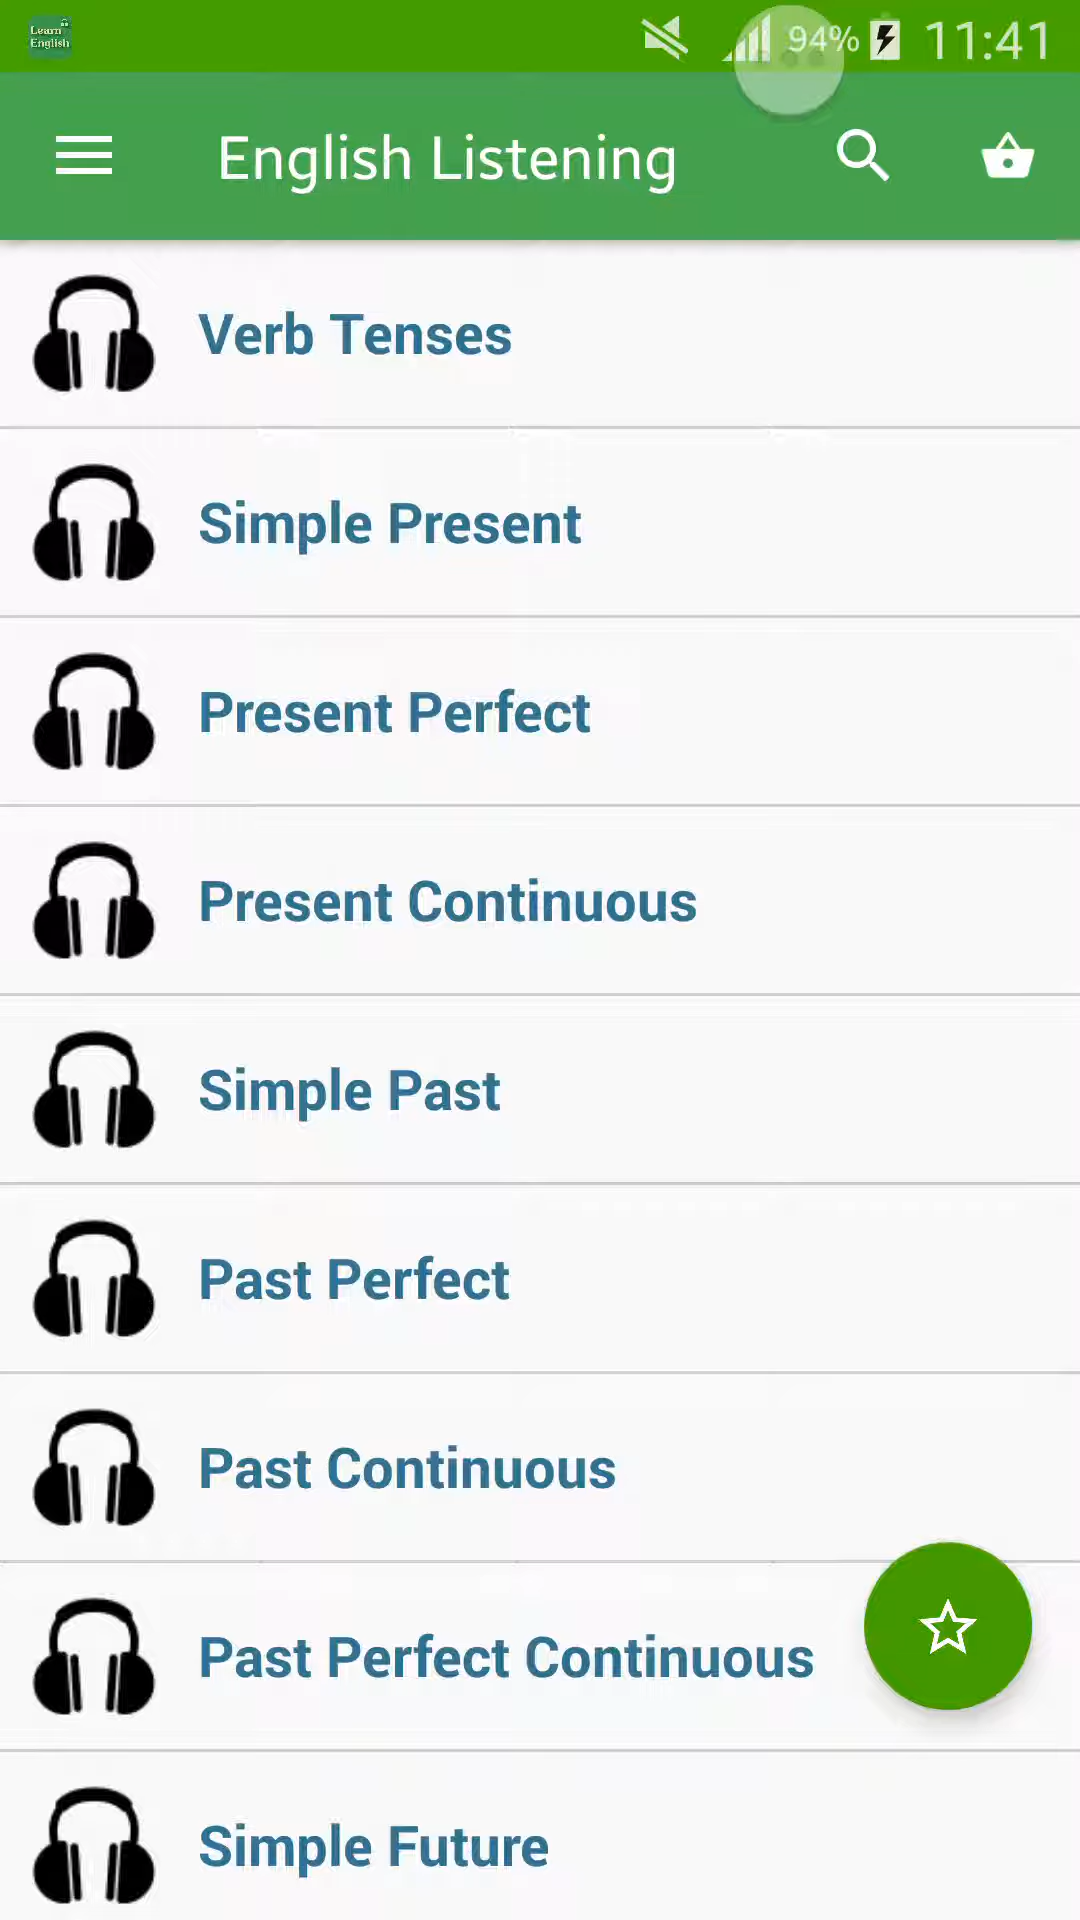 Learn
English
94%
11:41
English Listening
Verb Tenses
Simple Present
Present Perfect
Present Continuous
Simple Past
Past Perfect
Past Continuous
Past Perfect Continuous
Simple Future